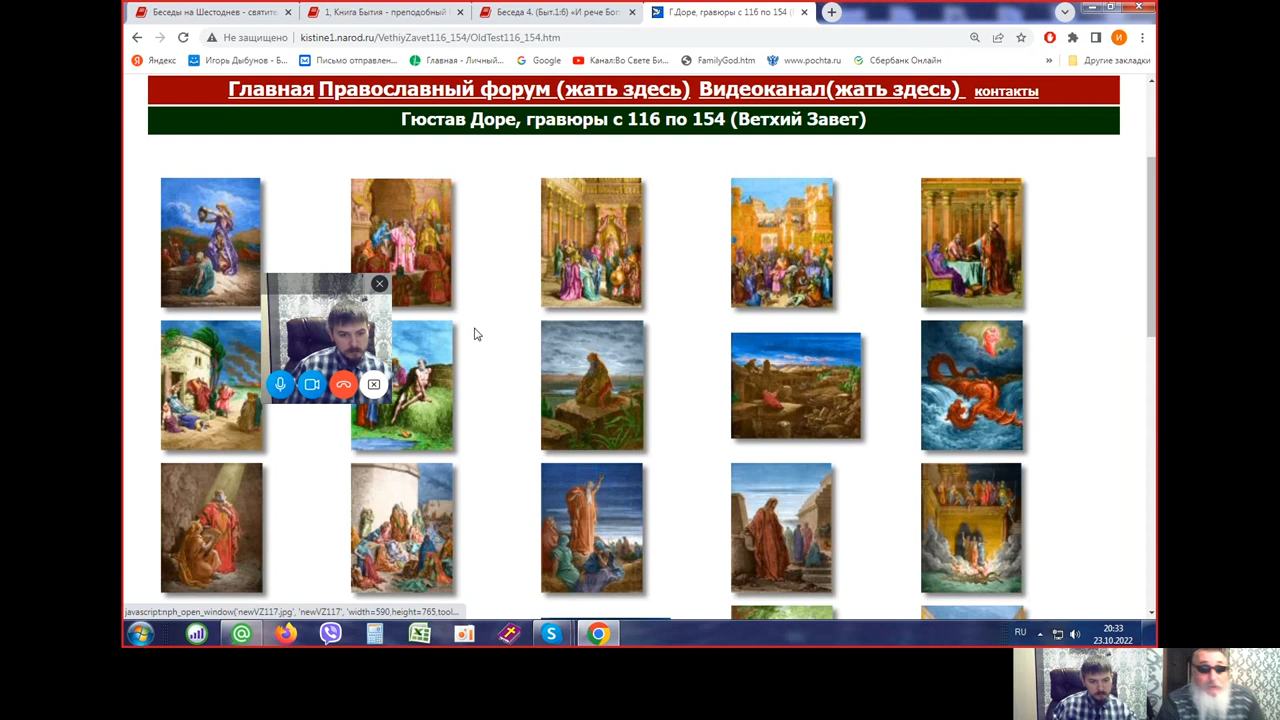 Беседы на Шестоднев - святите
1, Книга Бытия - преподобный
Беседа 4. (Быт.1:6) «И рече Бог:
Г.Доре, гравюры с 116 по 154 (
Не защищено
kistine1.narod.ru/VethiyZavet116_154/OldTest116_154.htm
И
Яндекс
Игорь Дыбунов - Б...
Письмо отправлен...
Главная - Личный...
Google
Канал:Во Свете Би...
FamilyGod.htm
www.pochta.ru
Сбербанк Онлайн
»
Другие закладки
Главная Православный форум (жать здесь) Видеоканал(жать здесь) контакты
Гюстав Доре, гравюры с 116 по 154 (Ветхий Завет)
javascript:nph_open_window('newVZ117.jpg', 'newVZ117', 'width=590,height=765,tool...
RU
20:33
23.10.2022